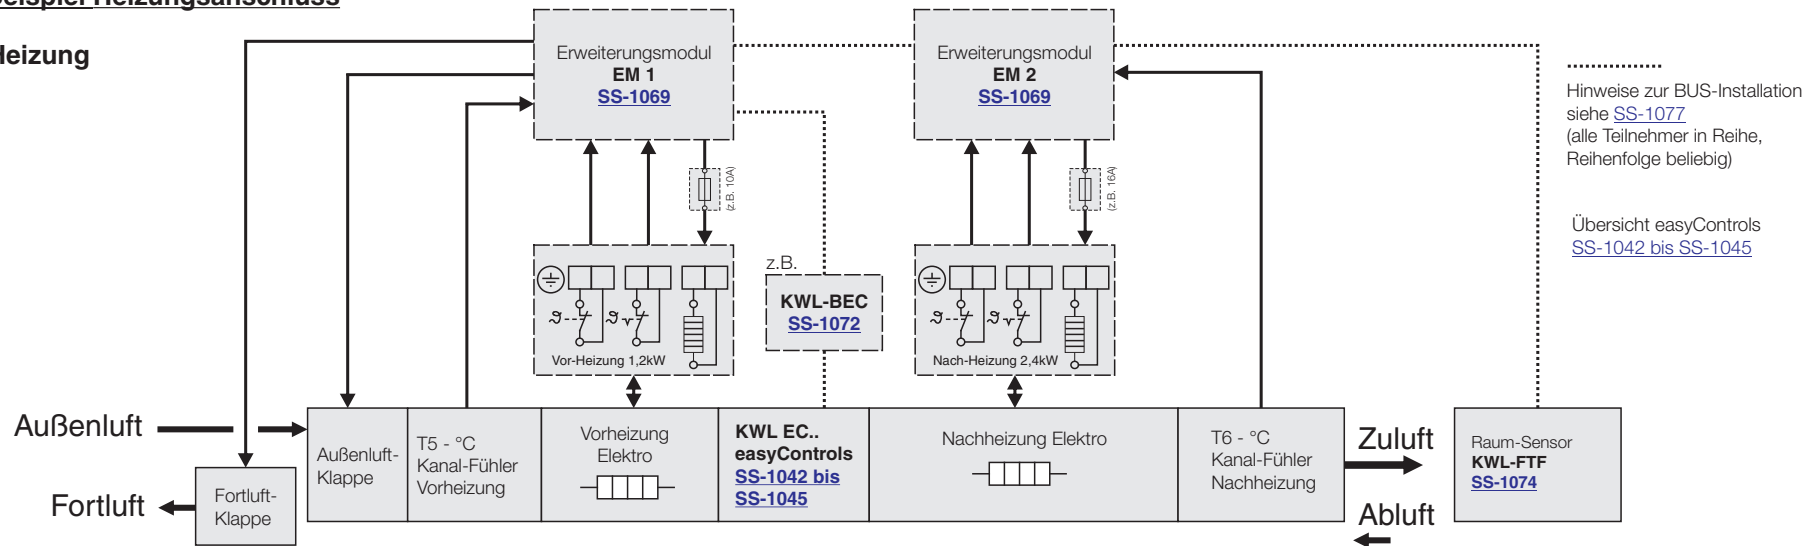 Beispiel Heizungsanschluss
Heizung
Erweiterungsmodul
EM 1
SS-1069
Erweiterungsmodul
EM 2
SS-1069
Hinweise zur BUS-Installation
siehe SS-1077
(alle Teilnehmer in Reihe,
Reihenfolge beliebig)
Übersicht easyControls
SS-1042 bis SS-1045
(z.B. 10A)
(z.B. 16A)
ϑ
ϑ
Vor-Heizung 1,2kW
z.B.
KWL-BEC
SS-1072
ϑ
ϑ
Nach-Heizung 2,4kW
Außenluft
Fortluft
Fortluft-
Klappe
Außenluft-
Klappe
T5 - °C
Kanal-Fühler
Vorheizung
Vorheizung
Elektro
KWL EC..
easyControls
SS-1042 bis
SS-1045
Nachheizung Elektro
T6 - °C
Kanal-Fühler
Nachheizung
Zuluft
Abluft
Raum-Sensor
KWL-FTF
SS-1074